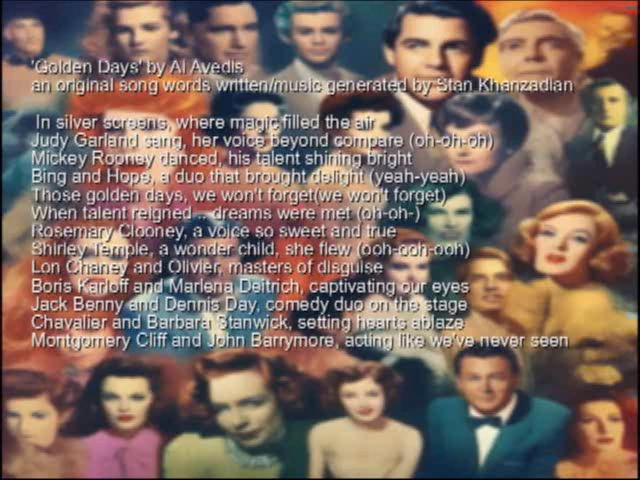 'Golden Days' by Al Avedis
an original song words written/music generated by Stan Khanzadian
In silver screens, where magic filled the air
Judy Garland sang, her voice beyond compare (oh-oh-oh)
Mickey Rooney danced, his talent shining bright
Bing and Hope, a duo that brought delight (yeah-yeah)
Those golden days, we won't forget(we won't forget)
When talent reigned .. dreams were met (oh-oh-)
Rosemary Clooney, a voice so sweet and true
Shirley Temple, a wonder child, she flew (ooh-ooh-ooh)
Lon Chaney and Olivier, masters of disguise
Boris Karloff and Marlena Deitrich, captivating our eyes
Jack Benny and Dennis Day, comedy duo on the stage
Chavalier and Barbara Stanwick, setting hearts ablaze
Montgomery Cliff and John Barrymore, acting like we've never seen